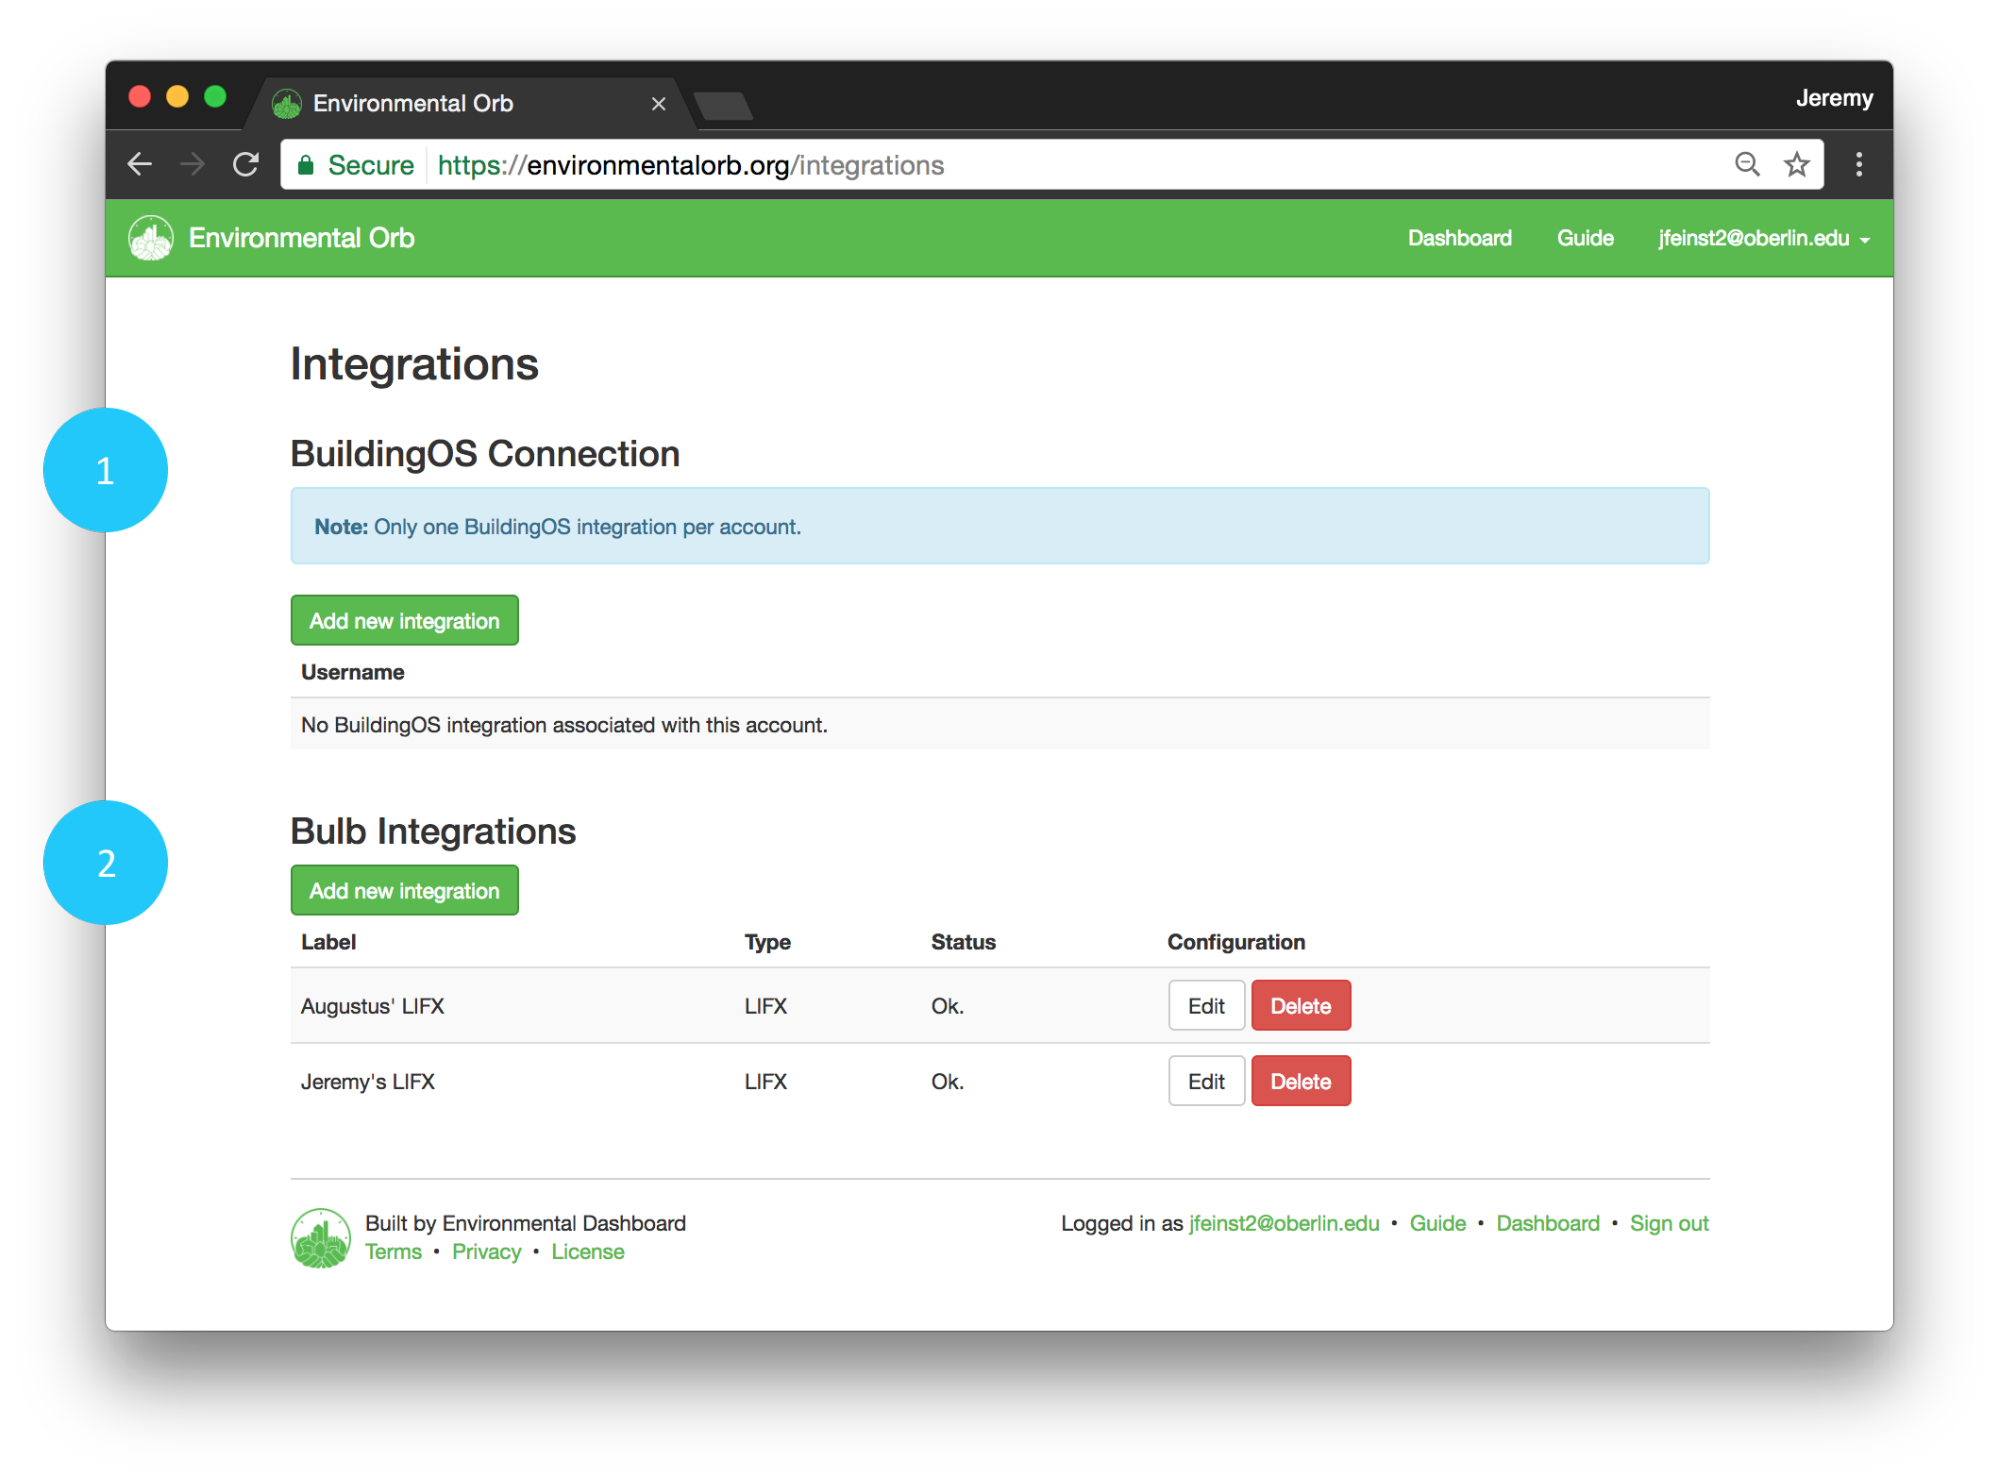 Environmental Orb
Jeremy
Secure https://environmentalorb.org/integrations
Environmental Orb Dashboard Guide jfeinst2@oberlin.edu
Integrations
1
BuildingOS Connection
Note: Only one BuildingOS integration per account.
Add new integration
Username
No BuildingOS integration associated with this account.
2
Bulb Integrations
Add new integration
Label Type Status Configuration
Augustus' LIFX LIFX Ok. Edit Delete
Jeremy's LIFX LIFX Ok. Edit Delete
Built by Environmental Dashboard
Terms • Privacy • License
Logged in as jfeinst2@oberlin.edu • Guide • Dashboard • Sign out